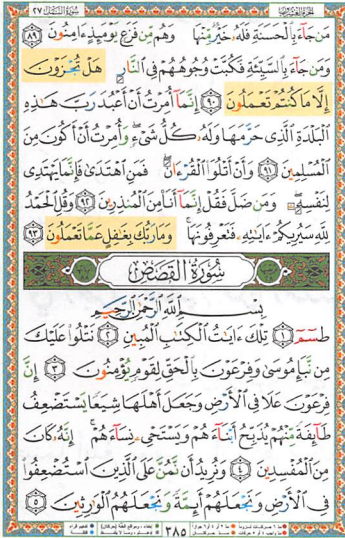 سورة النمل ٢٧
مَن جَآءَ بِٱلْحَسَنَةِ فَلَهُۥ خَيْرٌ مِّنْهَا وَهُم مِّن فَزَعٍ يَوْمَئِذٍ ءَامِنُونَ ٨٩
وَمَن جَآءَ بِٱلسَّيِّئَةِ فَكُبَّتْ وُجُوهُهُمْ فِى ٱلنَّارِ هَلْ تُجْزَوْنَ
إِلَّا مَا كُنتُمْ تَعْمَلُونَ ٩٠ إِنَّمَآ أُمِرْتُ أَنْ أَعْبُدَ رَبَّ هَٰذِهِ
ٱلْبَلْدَةِ ٱلَّذِى حَرَّمَهَا وَلَهُۥ كُلُّ شَىْءٍ وَأُمِرْتُ أَنْ أَكُونَ مِنَ
ٱلْمُسْلِمِينَ ٩١ وَأَنْ أَتْلُوَا۟ ٱلْقُرْءَانَ فَمَنِ ٱهْتَدَىٰ فَإِنَّمَا يَهْتَدِى
لِنَفْسِهِۦ وَمَن ضَلَّ فَقُلْ إِنَّمَآ أَنَا۠ مِنَ ٱلْمُنذِرِينَ ٩٢ وَقُلِ ٱلْحَمْدُ
لِلَّهِ سَيُرِيكُمْ ءَايَٰتِهِۦ فَتَعْرِفُونَهَا وَمَا رَبُّكَ بِغَٰفِلٍ عَمَّا تَعْمَلُونَ ٩٣
سُورَةُ القَصَصِ
بِسْمِ ٱللَّهِ ٱلرَّحْمَٰنِ ٱلرَّحِيمِ
طسٓمٓ ١ تِلْكَ ءَايَٰتُ ٱلْكِتَٰبِ ٱلْمُبِينِ ٢ نَتْلُوا۟ عَلَيْكَ
مِن نَّبَإِ مُوسَىٰ وَفِرْعَوْنَ بِٱلْحَقِّ لِقَوْمٍ يُؤْمِنُونَ ٣ إِنَّ
فِرْعَوْنَ عَلَا فِى ٱلْأَرْضِ وَجَعَلَ أَهْلَهَا شِيَعًا يَسْتَضْعِفُ
طَآئِفَةً مِّنْهُمْ يُذَبِّحُ أَبْنَآءَهُمْ وَيَسْتَحْىِۦ نِسَآءَهُمْ إِنَّهُۥ كَانَ
مِنَ ٱلْمُفْسِدِينَ ٤ وَنُرِيدُ أَن نَّمُنَّ عَلَى ٱلَّذِينَ ٱسْتُضْعِفُوا۟
فِى ٱلْأَرْضِ وَنَجْعَلَهُمْ أَئِمَّةً وَنَجْعَلَهُمُ ٱلْوَٰرِثِينَ ٥
٣٨٥